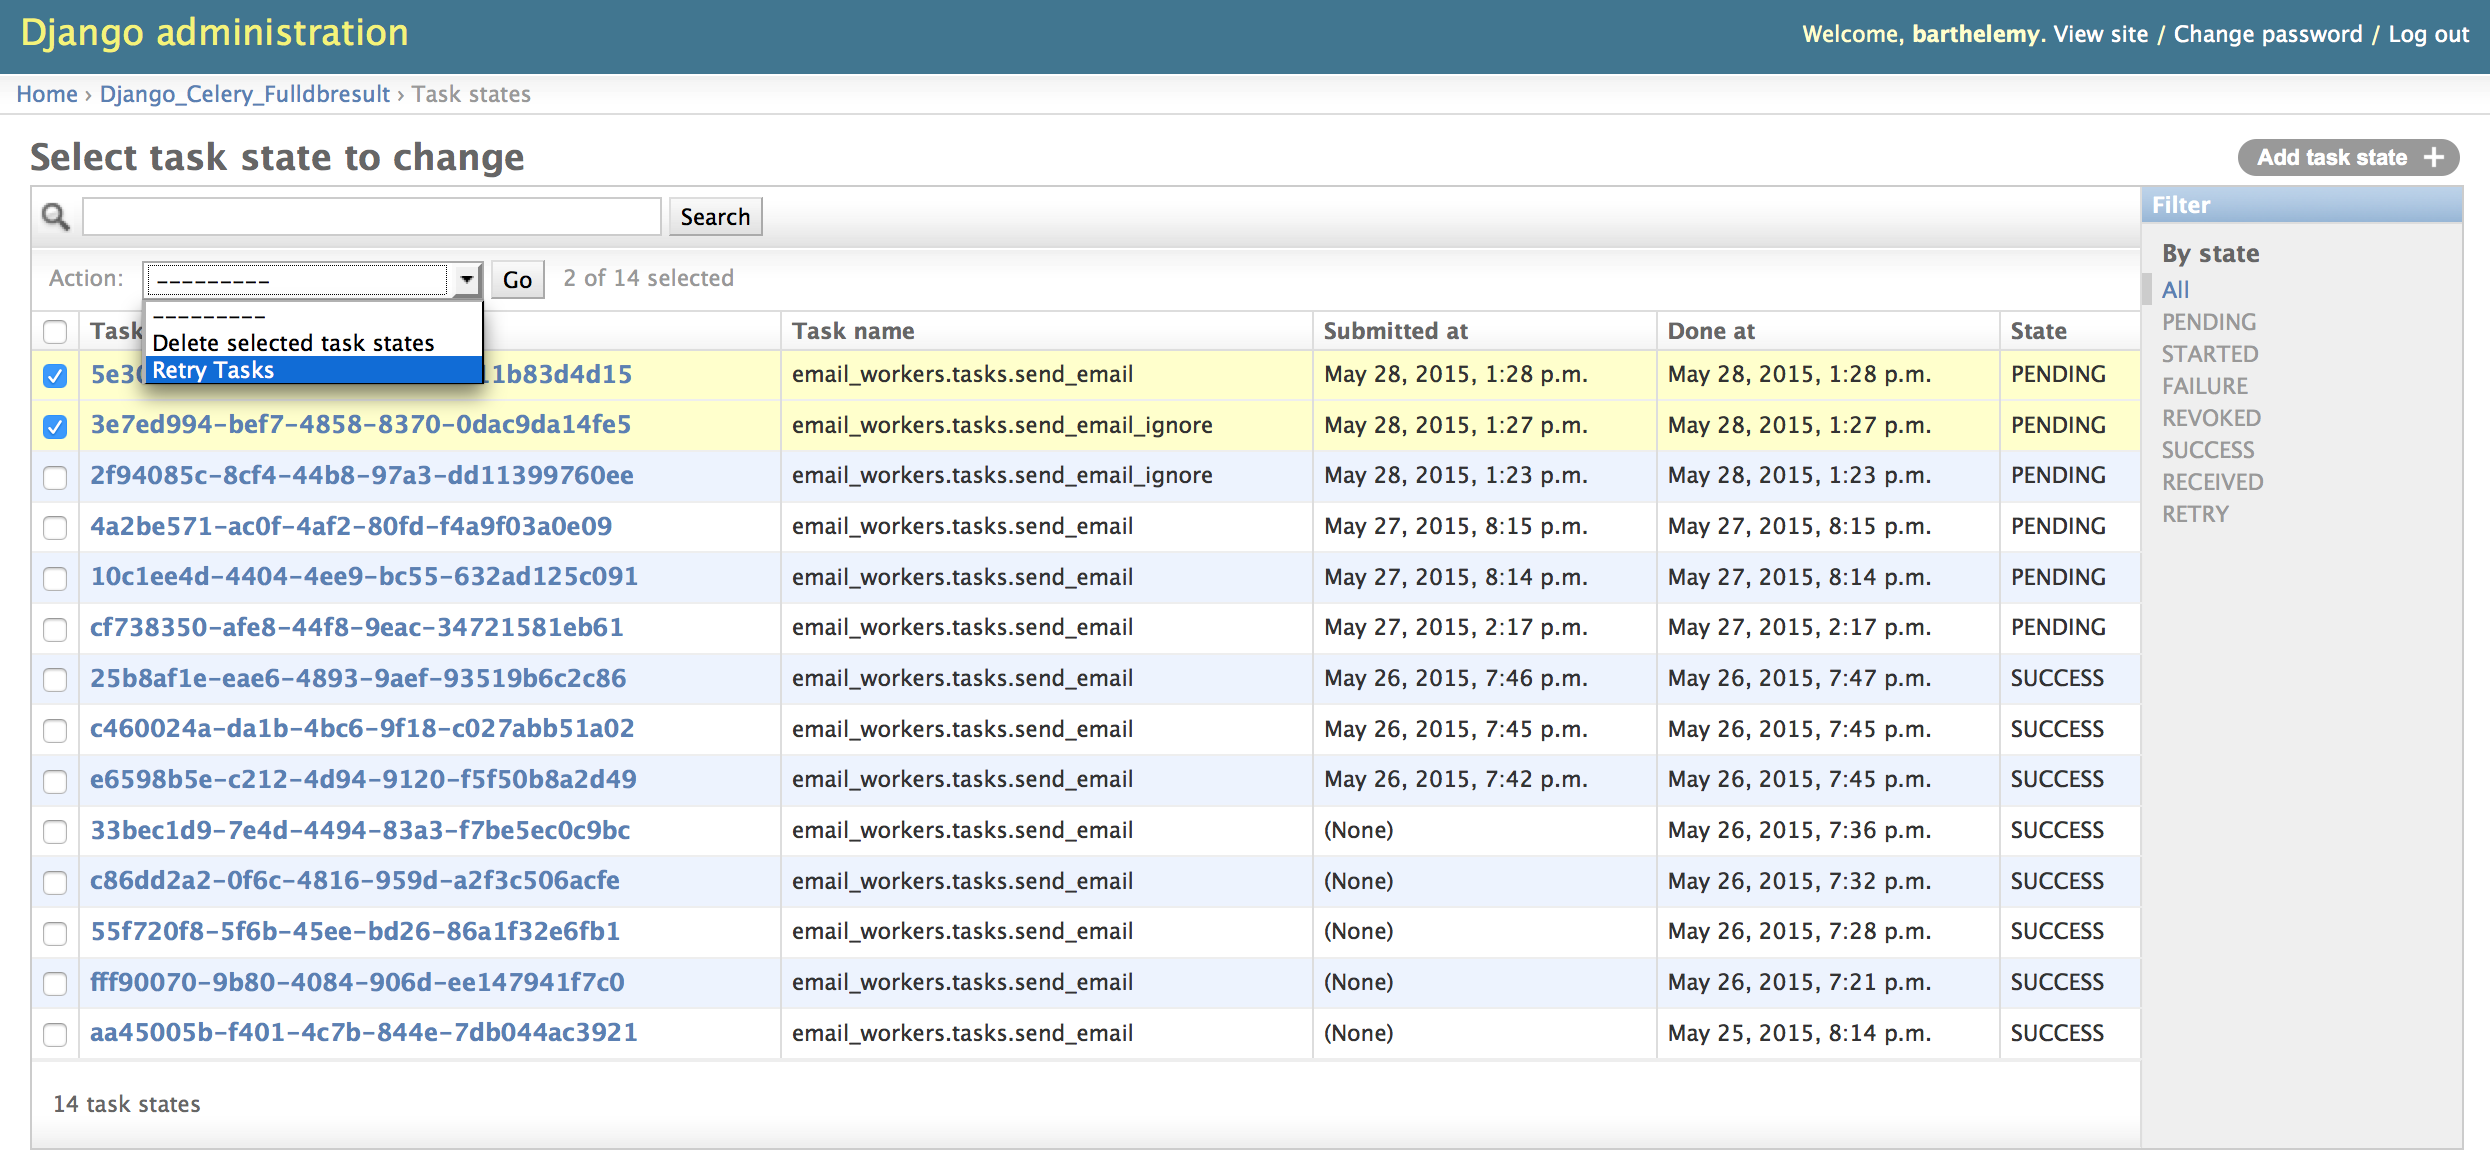 Django administration
Welcome, barthelemy. View site / Change password / Log out
Home › Django_Celery_Fulldbresult › Task states
Select task state to change
Add task state +
Search
Filter
By state
All
PENDING
STARTED
FAILURE
REVOKED
SUCCESS
RECEIVED
RETRY
Action: --------- Go 2 of 14 selected
---------
Delete selected task states
Retry Tasks
Task Task name Submitted at Done at State
5e30 11b83d4d15 email_workers.tasks.send_email May 28, 2015, 1:28 p.m. May 28, 2015, 1:28 p.m. PENDING
3e7ed994-bef7-4858-8370-0dac9da14fe5 email_workers.tasks.send_email_ignore May 28, 2015, 1:27 p.m. May 28, 2015, 1:27 p.m. PENDING
2f94085c-8cf4-44b8-97a3-dd11399760ee email_workers.tasks.send_email_ignore May 28, 2015, 1:23 p.m. May 28, 2015, 1:23 p.m. PENDING
4a2be571-ac0f-4af2-80fd-f4a9f03a0e09 email_workers.tasks.send_email May 27, 2015, 8:15 p.m. May 27, 2015, 8:15 p.m. PENDING
10c1ee4d-4404-4ee9-bc55-632ad125c091 email_workers.tasks.send_email May 27, 2015, 8:14 p.m. May 27, 2015, 8:14 p.m. PENDING
cf738350-afe8-44f8-9eac-34721581eb61 email_workers.tasks.send_email May 27, 2015, 2:17 p.m. May 27, 2015, 2:17 p.m. PENDING
25b8af1e-eae6-4893-9aef-93519b6c2c86 email_workers.tasks.send_email May 26, 2015, 7:46 p.m. May 26, 2015, 7:47 p.m. SUCCESS
c460024a-da1b-4bc6-9f18-c027abb51a02 email_workers.tasks.send_email May 26, 2015, 7:45 p.m. May 26, 2015, 7:45 p.m. SUCCESS
e6598b5e-c212-4d94-9120-f5f50b8a2d49 email_workers.tasks.send_email May 26, 2015, 7:42 p.m. May 26, 2015, 7:45 p.m. SUCCESS
33bec1d9-7e4d-4494-83a3-f7be5ec0c9bc email_workers.tasks.send_email (None) May 26, 2015, 7:36 p.m. SUCCESS
c86dd2a2-0f6c-4816-959d-a2f3c506acfe email_workers.tasks.send_email (None) May 26, 2015, 7:32 p.m. SUCCESS
55f720f8-5f6b-45ee-bd26-86a1f32e6fb1 email_workers.tasks.send_email (None) May 26, 2015, 7:28 p.m. SUCCESS
fff90070-9b80-4084-906d-ee147941f7c0 email_workers.tasks.send_email (None) May 26, 2015, 7:21 p.m. SUCCESS
aa45005b-f401-4c7b-844e-7db044ac3921 email_workers.tasks.send_email (None) May 25, 2015, 8:14 p.m. SUCCESS
14 task states